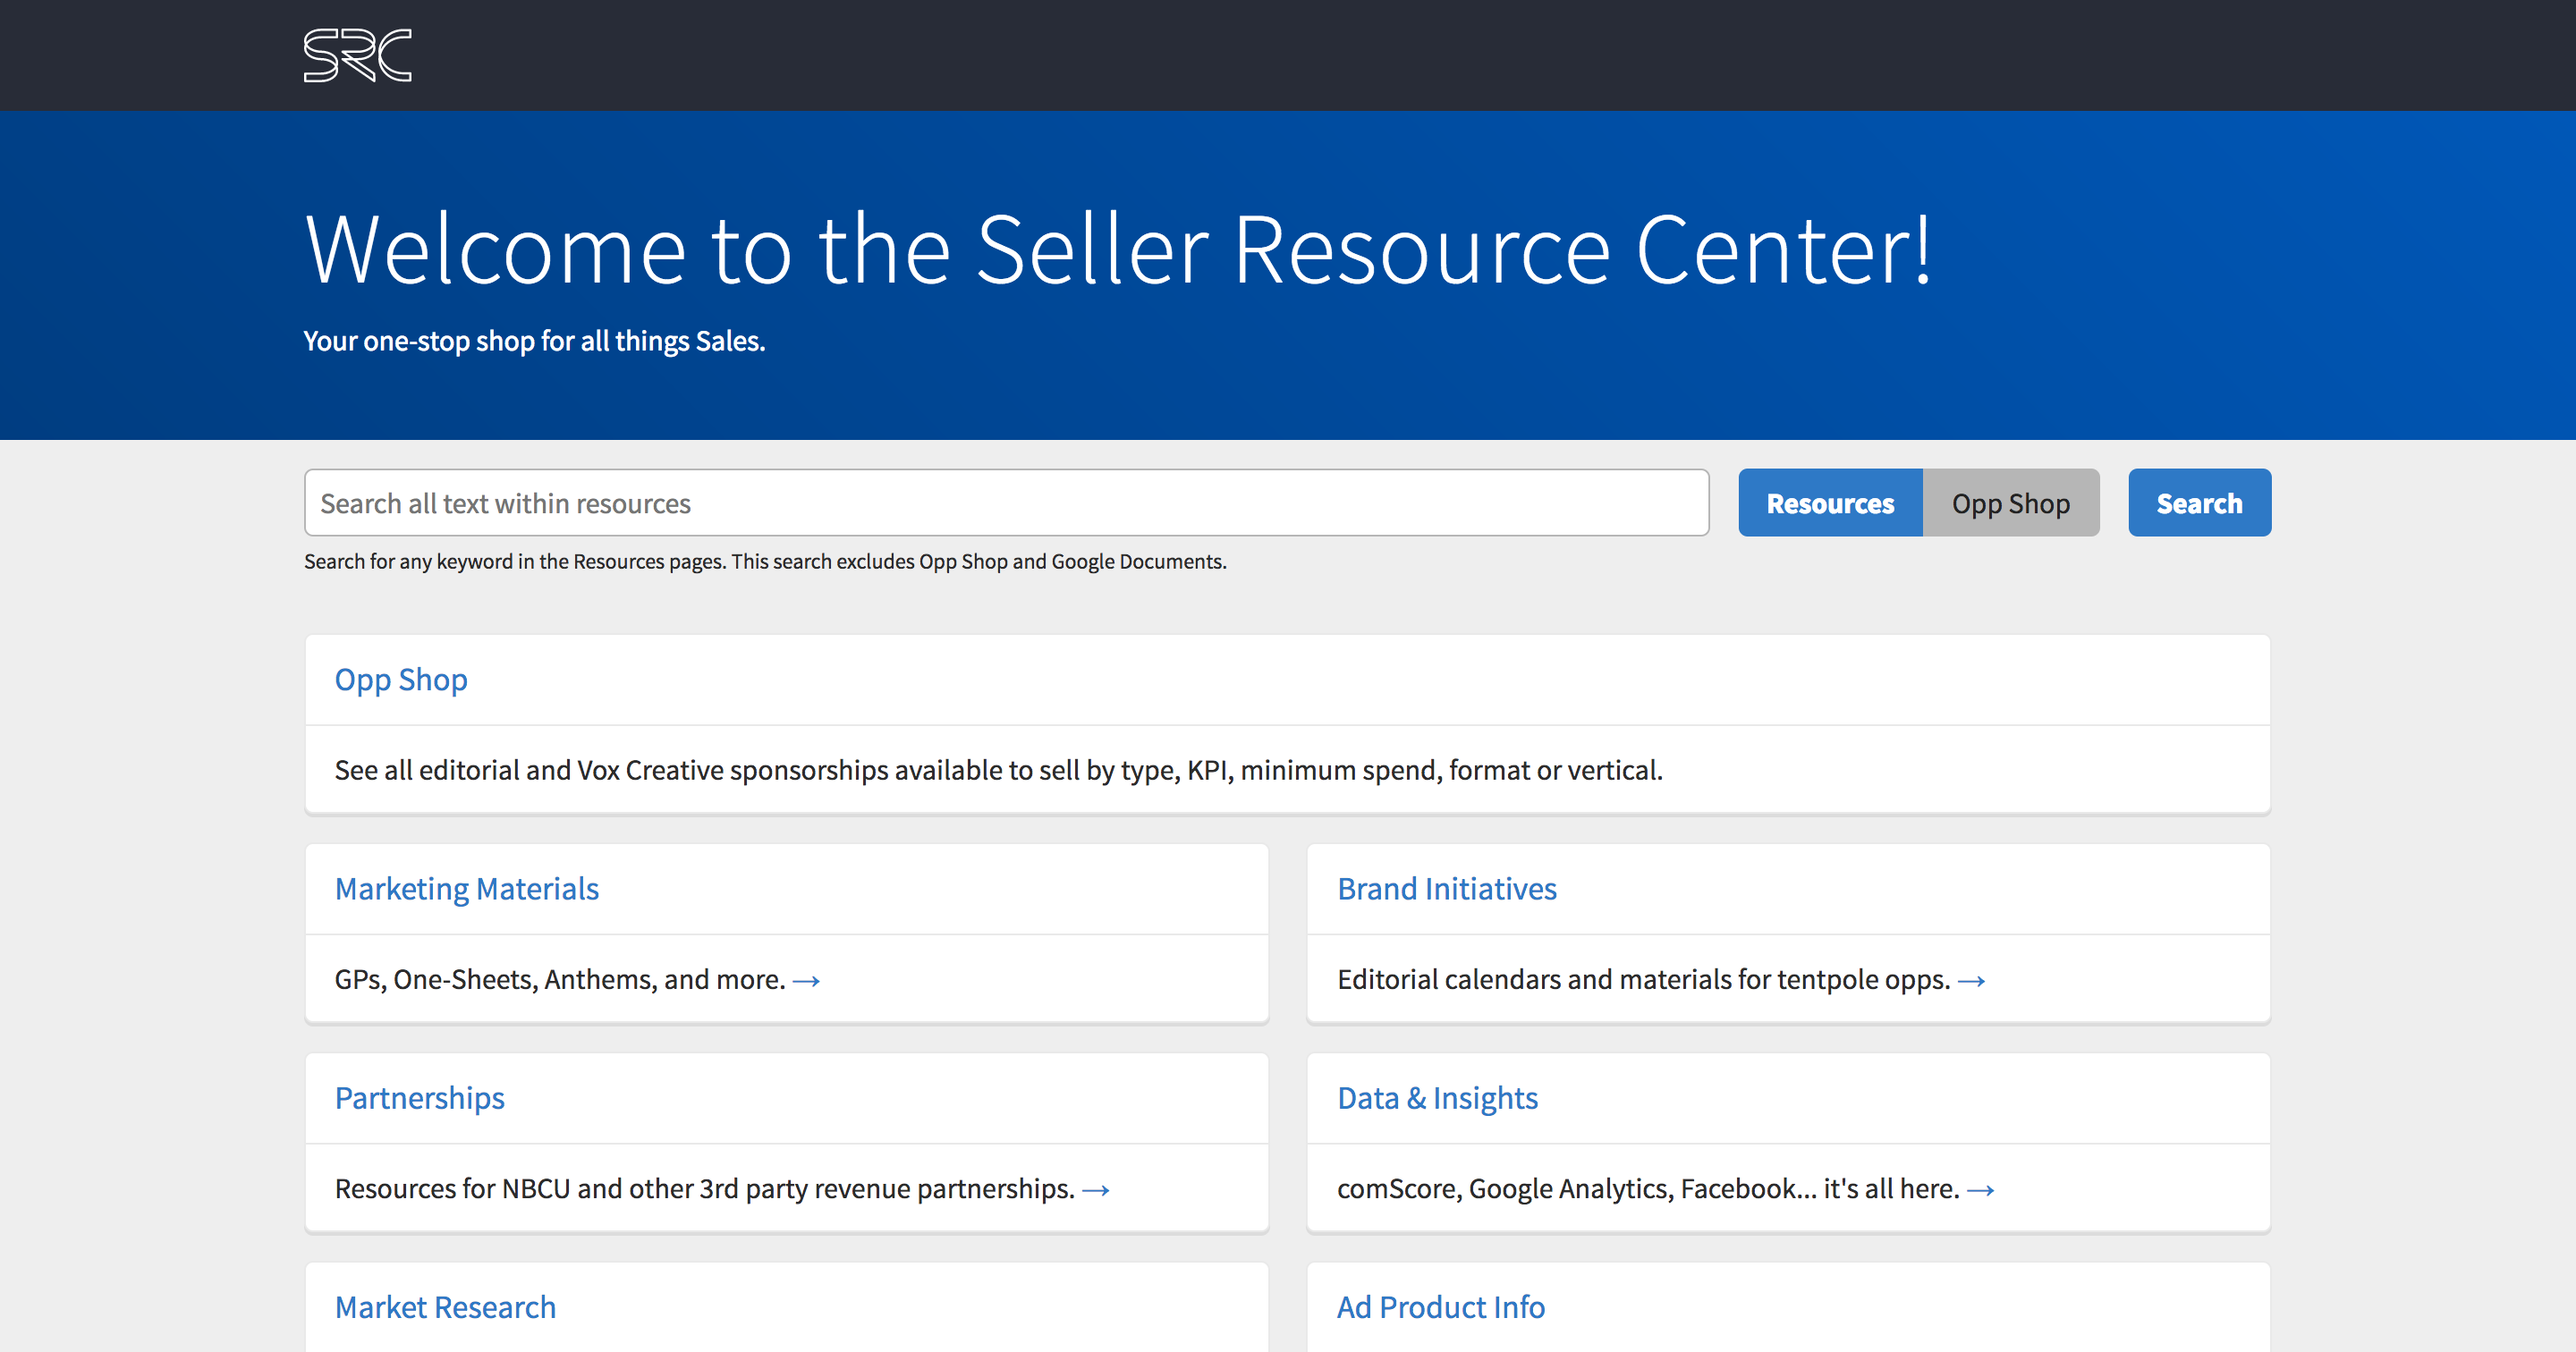 SRC
Welcome to the Seller Resource Center!
Your one-stop shop for all things Sales.
Search all text within resources
Resources
Opp Shop
Search
Search for any keyword in the Resources pages. This search excludes Opp Shop and Google Documents.
Opp Shop
See all editorial and Vox Creative sponsorships available to sell by type, KPI, minimum spend, format or vertical.
Marketing Materials
GPs, One-Sheets, Anthems, and more. →
Brand Initiatives
Editorial calendars and materials for tentpole opps. →
Partnerships
Resources for NBCU and other 3rd party revenue partnerships. →
Data & Insights
comScore, Google Analytics, Facebook... it's all here. →
Market Research
Ad Product Info